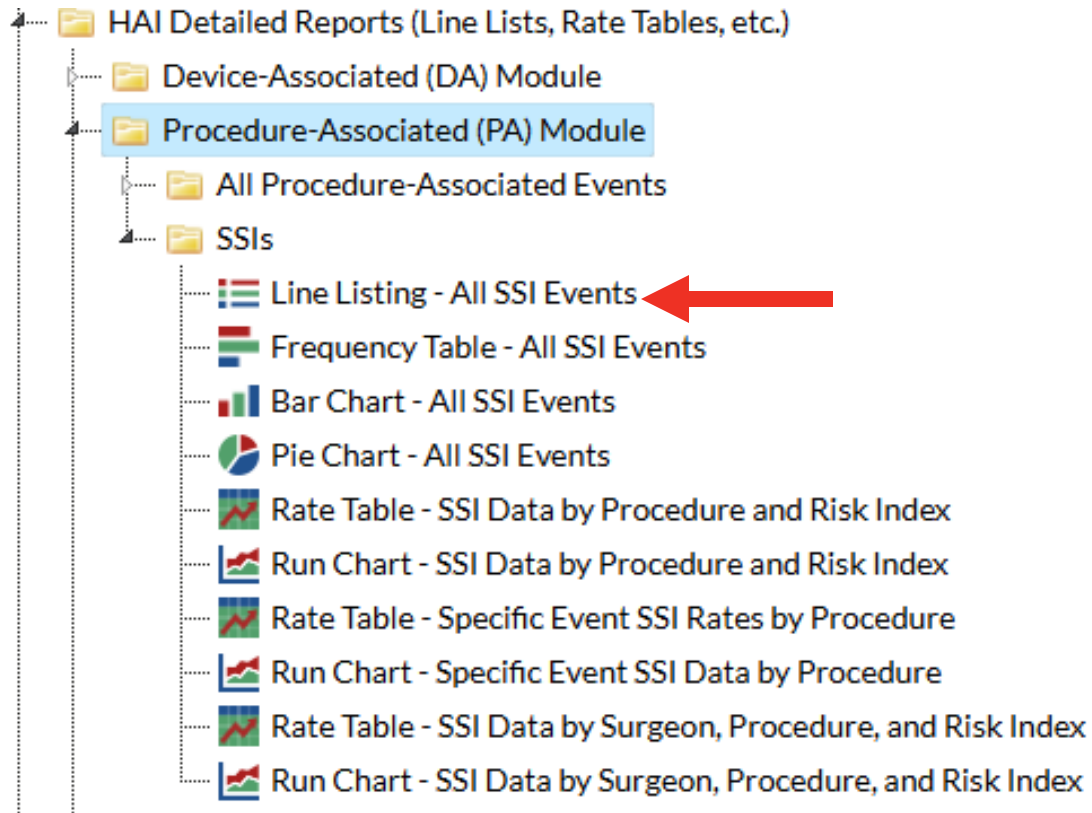 HAI Detailed Reports (Line Lists, Rate Tables, etc.)
Device-Associated (DA) Module
Procedure-Associated (PA) Module
All Procedure-Associated Events
SSIs
Line Listing - All SSI Events
Frequency Table - All SSI Events
Bar Chart - All SSI Events
Pie Chart - All SSI Events
Rate Table - SSI Data by Procedure and Risk Index
Run Chart - SSI Data by Procedure and Risk Index
Rate Table - Specific Event SSI Rates by Procedure
Run Chart - Specific Event SSI Data by Procedure
Rate Table - SSI Data by Surgeon, Procedure, and Risk Index
Run Chart - SSI Data by Surgeon, Procedure, and Risk Index